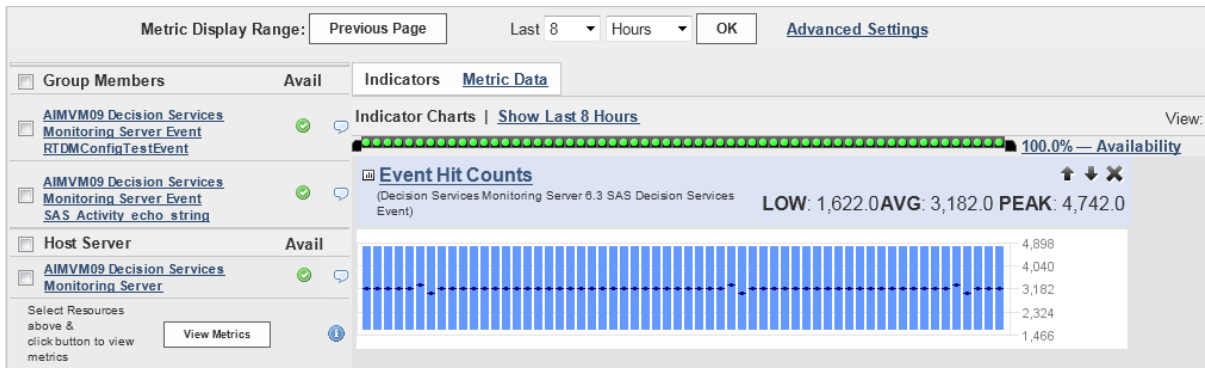 Metric Display Range: Previous Page Last 8 Hours OK Advanced Settings
Group Members Avail
AIMVM09 Decision Services
Monitoring Server Event
RTDMConfigTestEvent
AIMVM09 Decision Services
Monitoring Server Event
SAS_Activity_echo_string
Host Server Avail
AIMVM09 Decision Services
Monitoring Server
Select Resources
above &
click button to view
metrics
View Metrics
Indicators Metric Data
Indicator Charts | Show Last 8 Hours View:
100.0% — Availability
Event Hit Counts
(Decision Services Monitoring Server 6.3 SAS Decision Services
Event)
LOW: 1,622.0 AVG: 3,182.0 PEAK: 4,742.0
4,898
4,040
3,182
2,324
1,466